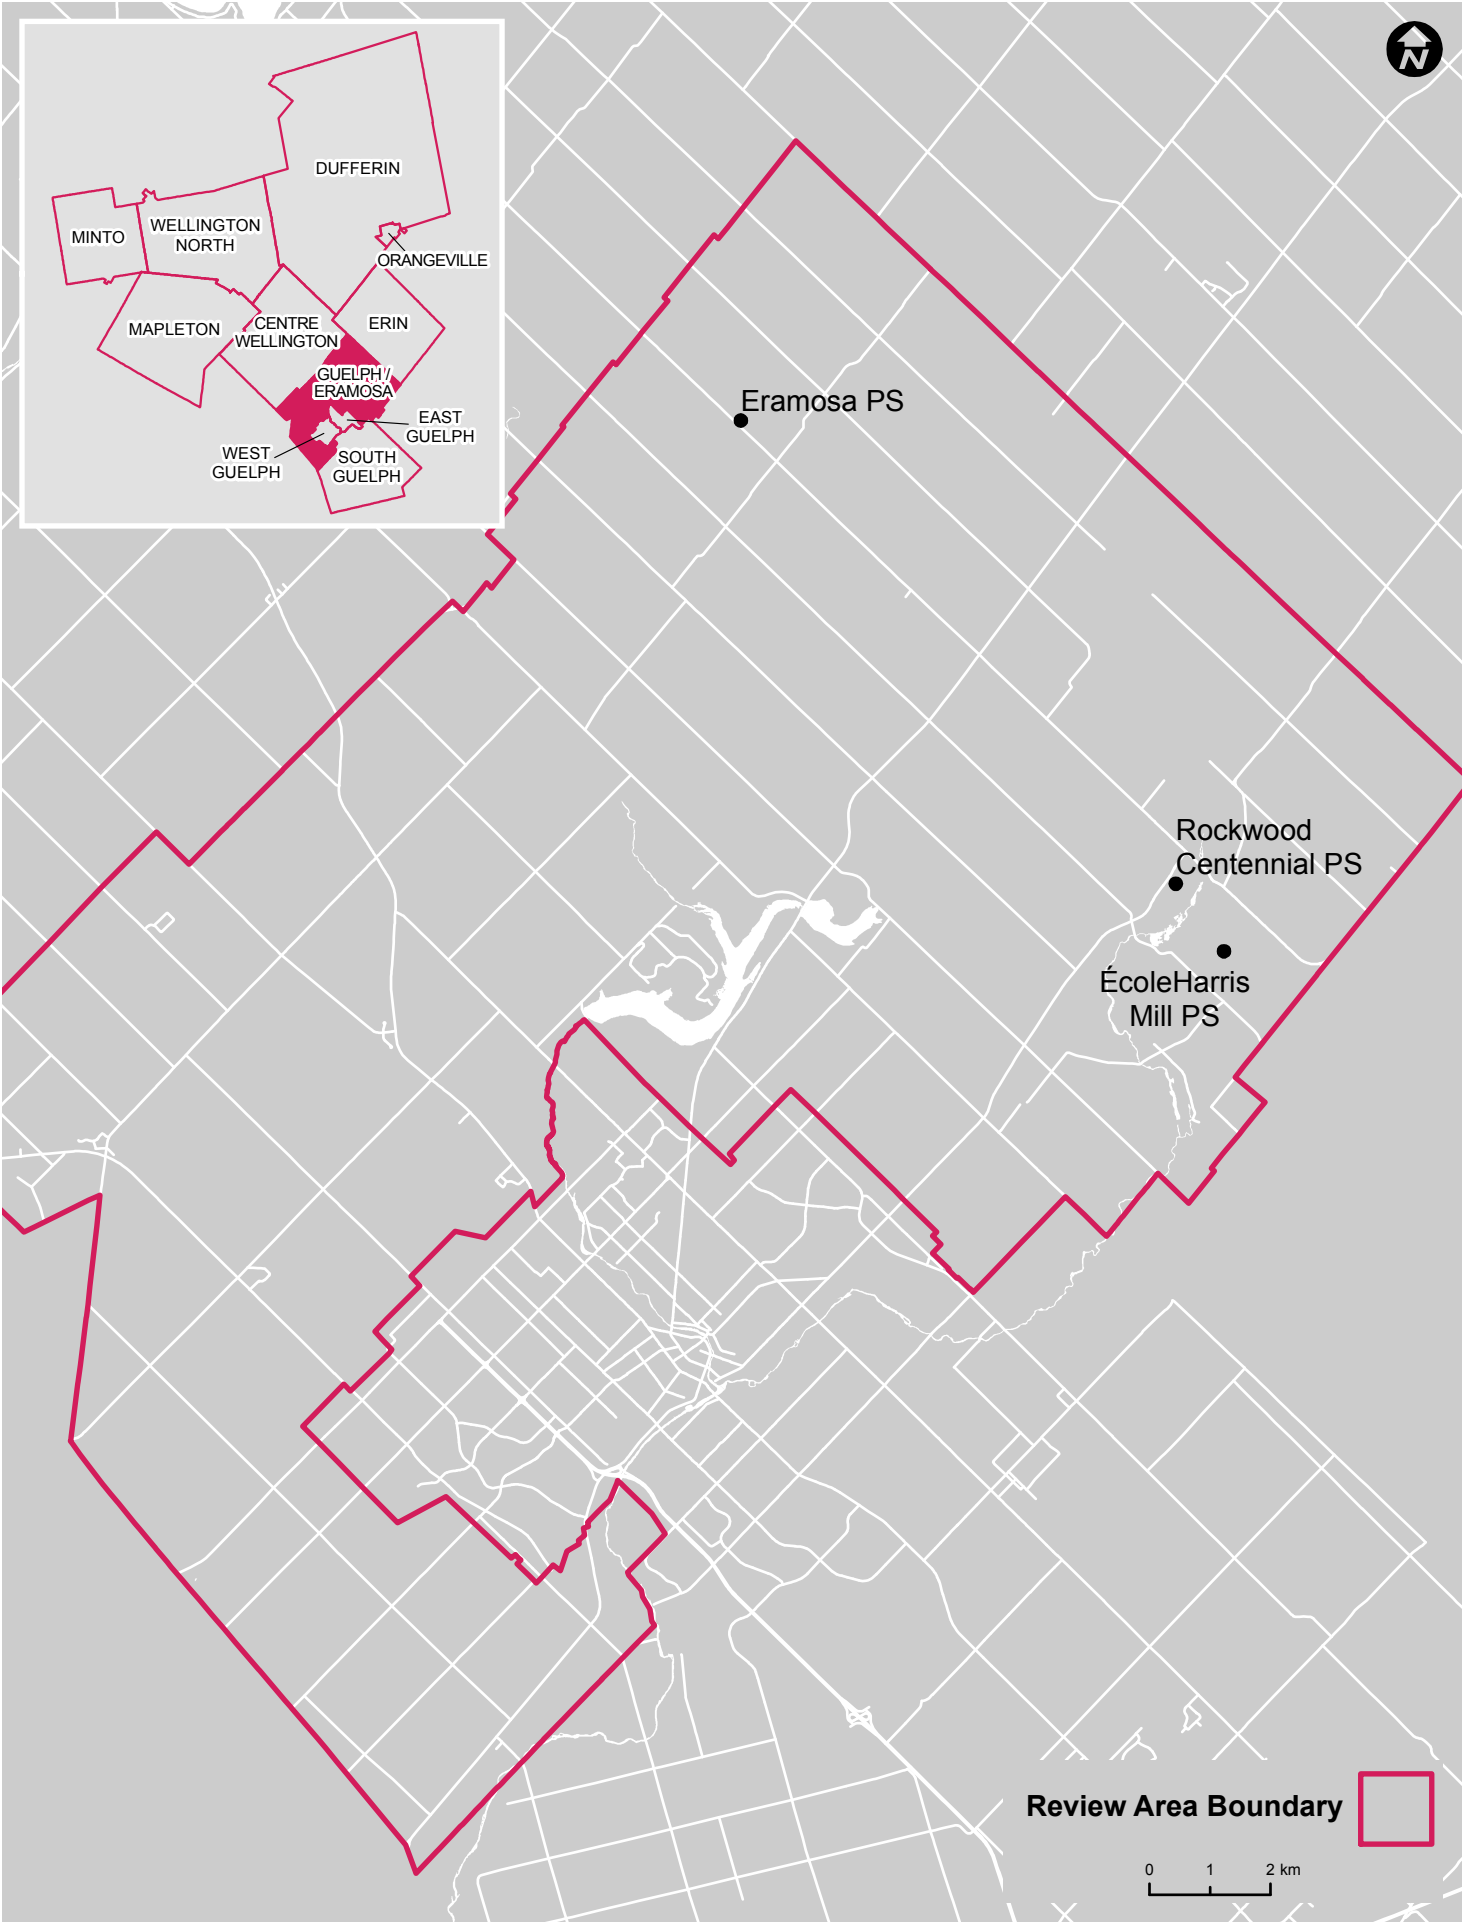 N
DUFFERIN
MINTO
WELLINGTON
NORTH
ORANGEVILLE
MAPLETON
CENTRE
WELLINGTON
ERIN
GUELPH /
ERAMOSA
EAST
GUELPH
WEST
GUELPH
SOUTH
GUELPH
Eramosa PS
Rockwood
Centennial PS
ÉcoleHarris
Mill PS
Review Area Boundary
0 1 2 km